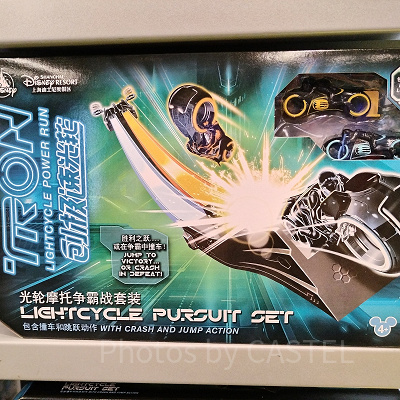 DISNEY
SHANGHAI
DISNEY RESORT
上海迪士尼度假区
TRON
LIGHTCYCLE POWER RUN
创极速光轮
胜利之跃...
或在争霸中撞车!
JUMP TO
VICTORY...
OR CRASH
IN DEFEAT!
光轮摩托争霸战套装
LIGHTCYCLE PURSUIT SET
包含撞车和跳跃动作 WITH CRASH AND JUMP ACTION
4+
Photos by CASTEL
LIGHTCYCLE
PURSUIT SET